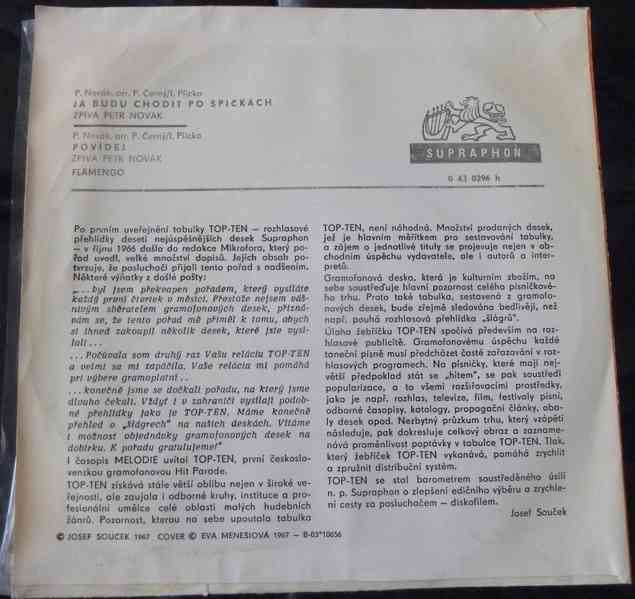 P. Novák, arr. P. Černý/I. Plicka
JÁ BUDU CHODIT PO ŠPIČKÁCH
ZPÍVÁ PETR NOVÁK
P. Novák, arr. P. Černý/I. Plicka
POVÍDEJ
ZPÍVÁ PETR NOVÁK
FLAMENGO
SUPRAPHON
0 43 0296 h
Po prvním uveřejnění tabulky TOP-TEN – rozhlasové
přehlídky deseti nejúspěšnějších desek Supraphon
– v říjnu 1966 došlo do redakce Mikrofora, který po-
řad uvedl, velké množství dopisů. Jejich obsah po-
tvrzuje, že posluchači přijali tento pořad s nadšením.
Některé výňatky z došlé pošty:
„...byl jsem překvapen pořadem, který vysíláte
každý první čtvrtek v měsíci. Přestože nejsem váš-
nivým sběratelem gramofonových desek, přizná-
vám se, že tento pořad mě přiměl k tomu, abych
si ihned zakoupil několik desek, které jste vysí-
lali...
...Počúvala som druhý raz Vašu reláciu TOP-TEN
a velmi sa mi zapáčila. Vaše relácia mi pomáhá
pri výbere gramoplatní..
...konečně jsme se dočkali pořadu, na který jsme
dlouho čekali. Vždyť i v zahraničí vysílají podob-
né přehlídky jako je TOP-TEN. Máme konečně
přehled o „šlágrech“ na našich deskách. Vítáme
i možnost objednávky gramofonových desek na
dobírku. K pořadu gratulujeme!“
I časopis MELODIE uvítal TOP-TEN, první českoslo-
venskou gramofonovou Hit Parade.
TOP-TEN získává stále větší oblibu nejen v široké ve-
řejnosti, ale zaujala i odborné kruhy, instituce a pro-
fesionální umělce celé oblasti malých hudebních
žánrů. Pozornost, kterou na sebe upoutala tabulka
TOP-TEN, není náhodná. Množství prodaných desek,
jež je hlavním měřítkem pro sestavování tabulky,
a zájem o jednotlivé tituly se projevuje nejen v ob-
chodním úspěchu vydavatele, ale i autorů a inter-
pretů.
Gramofonová deska, která je kulturním zbožím, na
sebe soustřeďuje hlavní pozornost celého písničkové-
ho trhu. Proto také tabulka, sestavená z gramofo-
nových desek, bude zřejmě sledována bedlivěji, než
např. pouhá rozhlasová přehlídka „šlágrů“.
Úloha žebříčku TOP-TEN spočívá především na roz-
hlasové publicitě. Gramofonovému úspěchu každé
taneční písně musí předcházet časté zařazování v roz-
hlasových programech. Na písničky, které mají nej-
větší předpoklad stát se „hitem“, se pak soustředí
popularizace, a to všemi rozšiřovacími prostředky,
jako je např. rozhlas, televize, film, festivaly písní,
odborné časopisy, katalogy, propagační články, oba-
ly desek apod. Nezbytný průzkum trhu, který vzápětí
následuje, pak dokresluje celkový obraz a zname-
nává proměnlivost poptávky v tabulce TOP-TEN. Tlak,
který žebříček TOP-TEN vykonává, pomáhá zrychlit
a zpružnit distribuční systém.
TOP-TEN se stal barometrem soustředěného úsilí
n. p. Supraphon o zlepšení edičního výběru a zrychle-
ní cesty za posluchačem – diskofilem.
Josef Souček
© JOSEF SOUČEK 1967 COVER © EVA MENESIOVÁ 1967 – B-03*10656